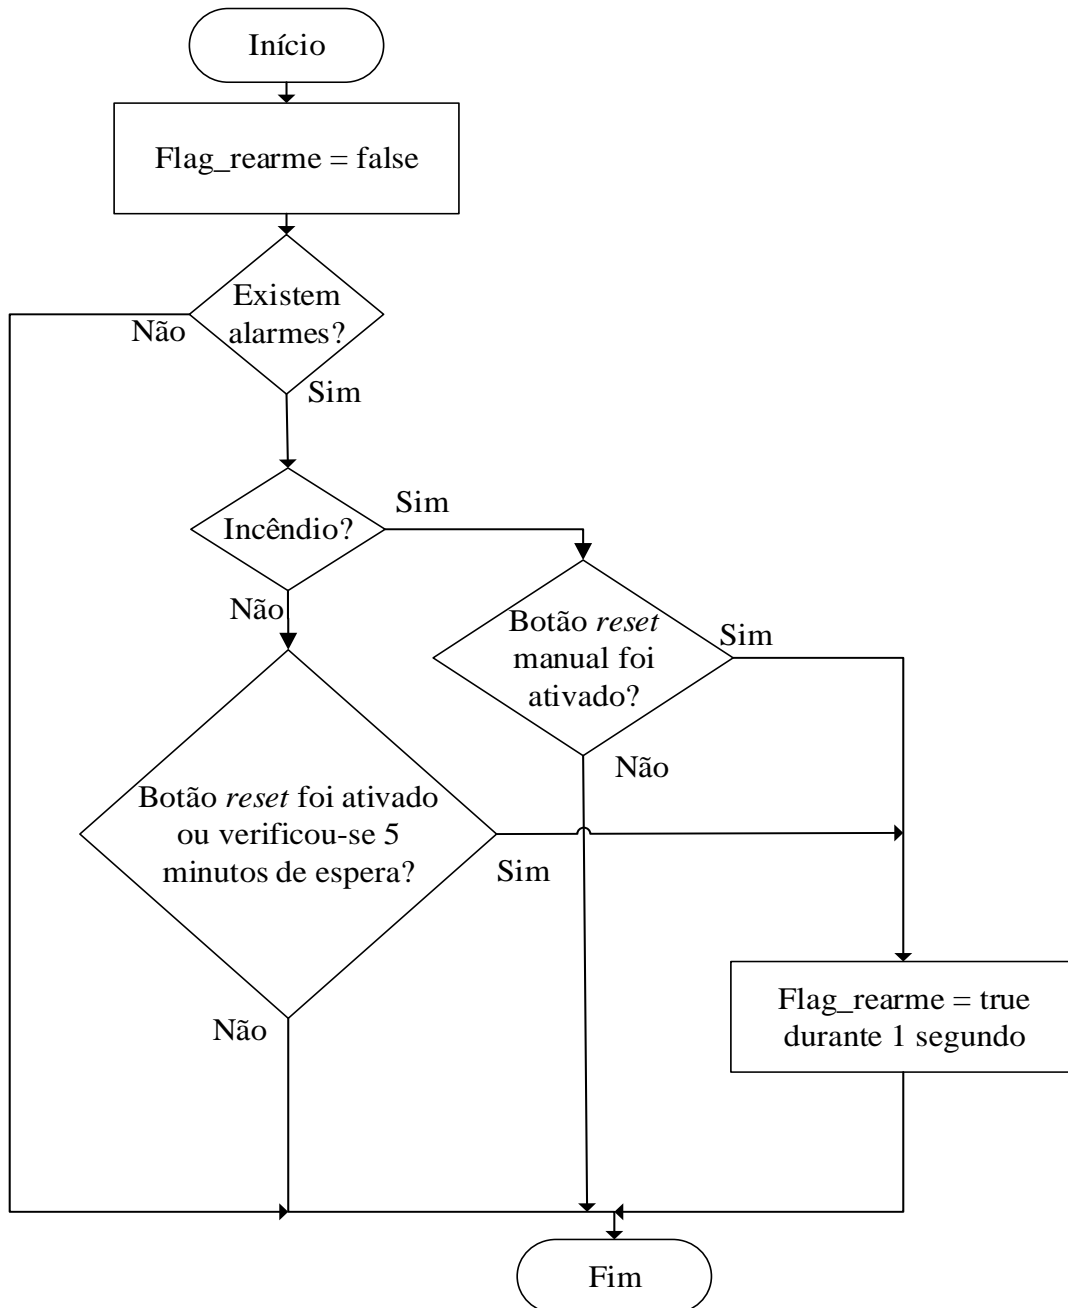 Início
Flag_rearme = false
Existem
alarmes?
Não
Sim
Incêndio?
Sim
Não
Botão reset
manual foi
ativado?
Sim
Não
Botão reset foi ativado
ou verificou-se 5
minutos de espera?
Sim
Não
Flag_rearme = true
durante 1 segundo
Fim